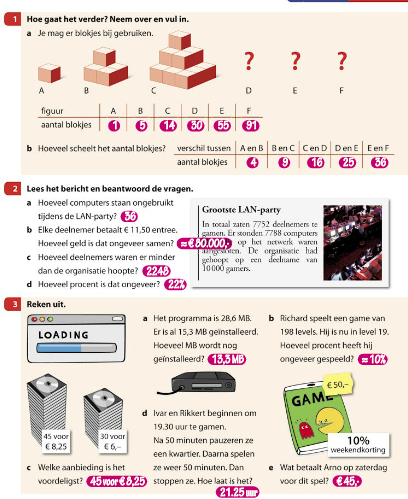 1 Hoe gaat het verder? Neem over en vul in.
a Je mag er blokjes bij gebruiken.
? ? ?
A B C D E F
figuur A B C D E F
aantal blokjes 1 5 14 30 55 91
b Hoeveel scheelt het aantal blokjes? verschil tussen A en B B en C C en D D en E E en F
aantal blokjes 4 9 16 25 36
2 Lees het bericht en beantwoord de vragen.
a Hoeveel computers staan ongebruikt
tijdens de LAN-party? 36
b Elke deelnemer betaalt € 11,50 entree.
Hoeveel geld is dat ongeveer samen? ≈€80.000,-
c Hoeveel deelnemers waren er minder
dan de organisatie hoopte? 2248
d Hoeveel procent is dat ongeveer? 22%
Grootste LAN-party
In totaal zaten 7752 deelnemers te
gamen. Er stonden 7788 computers
op het netwerk waren
aangesloten. De organisatie had
gehoopt op een deelname van
10 000 gamers.
3 Reken uit.
LOADING
a Het programma is 28,6 MB.
Er is al 15,3 MB geïnstalleerd.
Hoeveel MB wordt nog
geïnstalleerd? 13,3 MB
b Richard speelt een game van
198 levels. Hij is nu in level 19.
Hoeveel procent heeft hij
ongeveer gespeeld? ≈ 10%
45 voor
€ 8,25
30 voor
€ 6,–
c Welke aanbieding is het
voordeligst? 45 voor € 8,25
d Ivar en Rikkert beginnen om
19.30 uur te gamen.
Na 50 minuten pauzeren ze
een kwartier. Daarna spelen
ze weer 50 minuten. Dan
stoppen ze. Hoe laat is het?
21.25 uur
€ 50,–
GAME
10%
weekendkorting
e Wat betaalt Arno op zaterdag
voor dit spel? €45,-